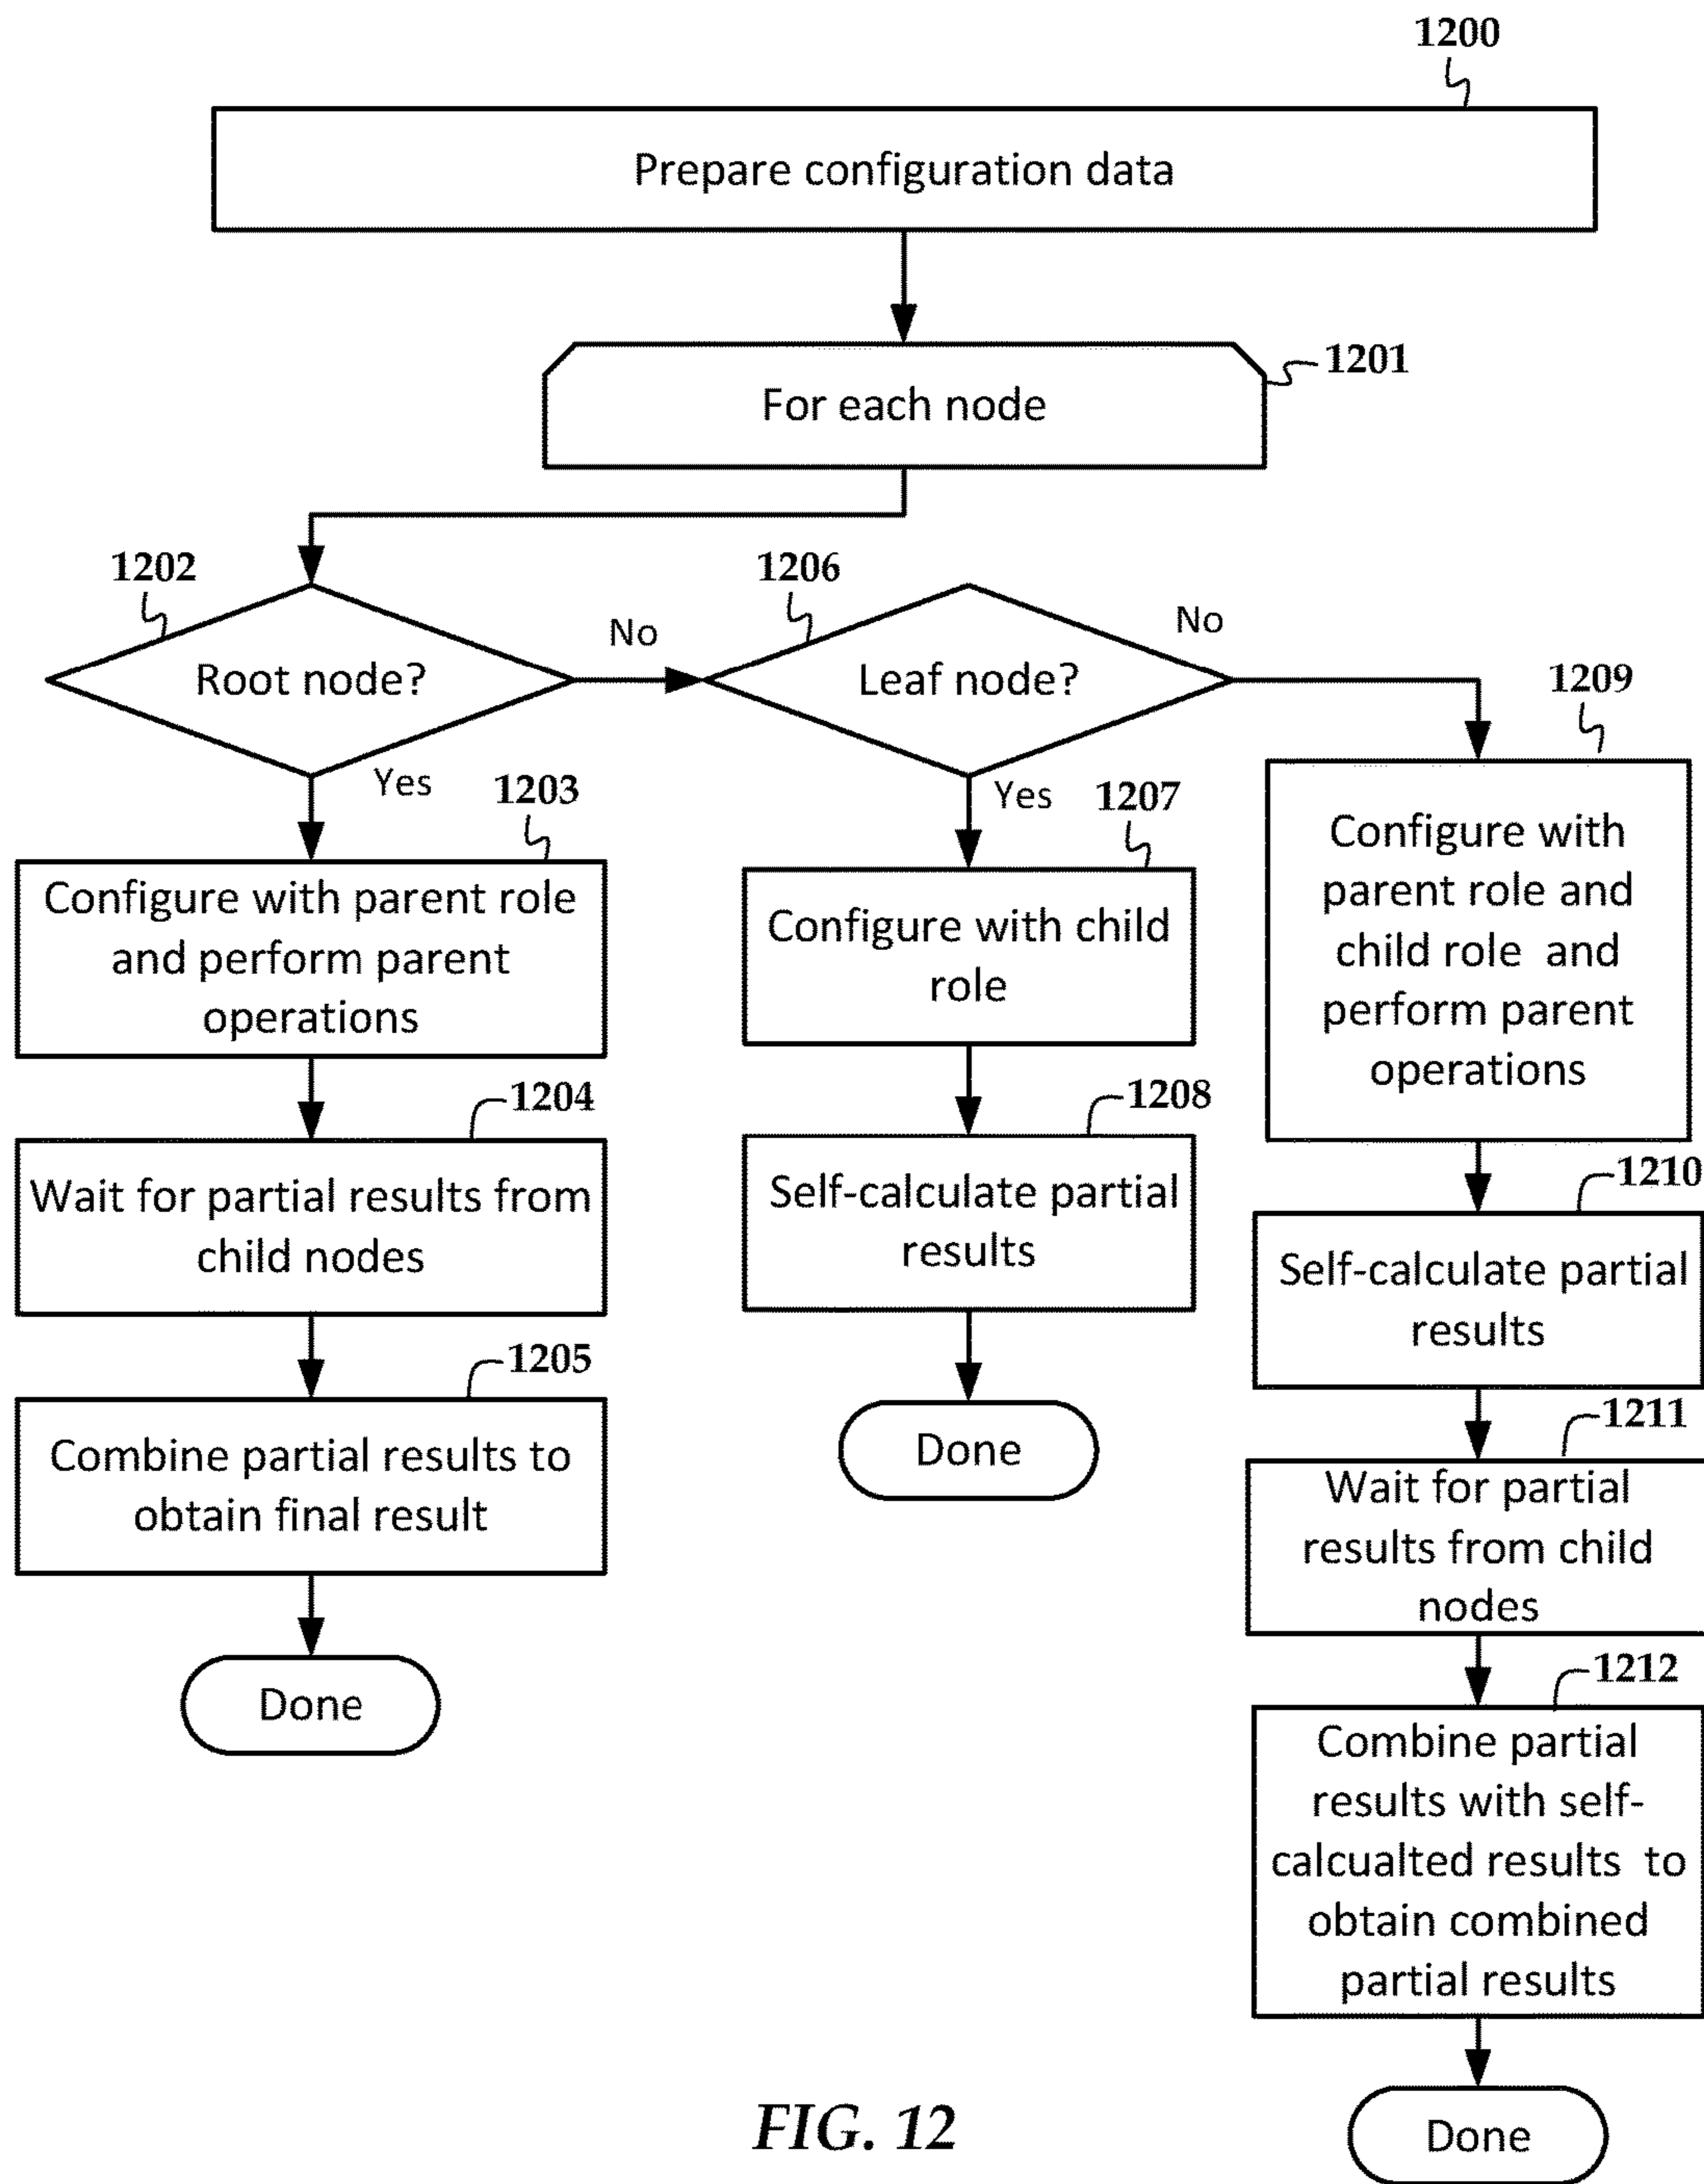 1200
Prepare configuration data
1201
For each node
1202
Root node?
No
Yes
1206
Leaf node?
No
Yes
1203
Configure with parent role
and perform parent
operations
1204
Wait for partial results from
child nodes
1205
Combine partial results to
obtain final result
Done
1207
Configure with child
role
1208
Self-calculate partial
results
Done
1209
Configure with
parent role and
child role and
perform parent
operations
1210
Self-calculate partial
results
1211
Wait for partial
results from child
nodes
1212
Combine partial
results with self-
calcualted results to
obtain combined
partial results
Done
FIG. 12